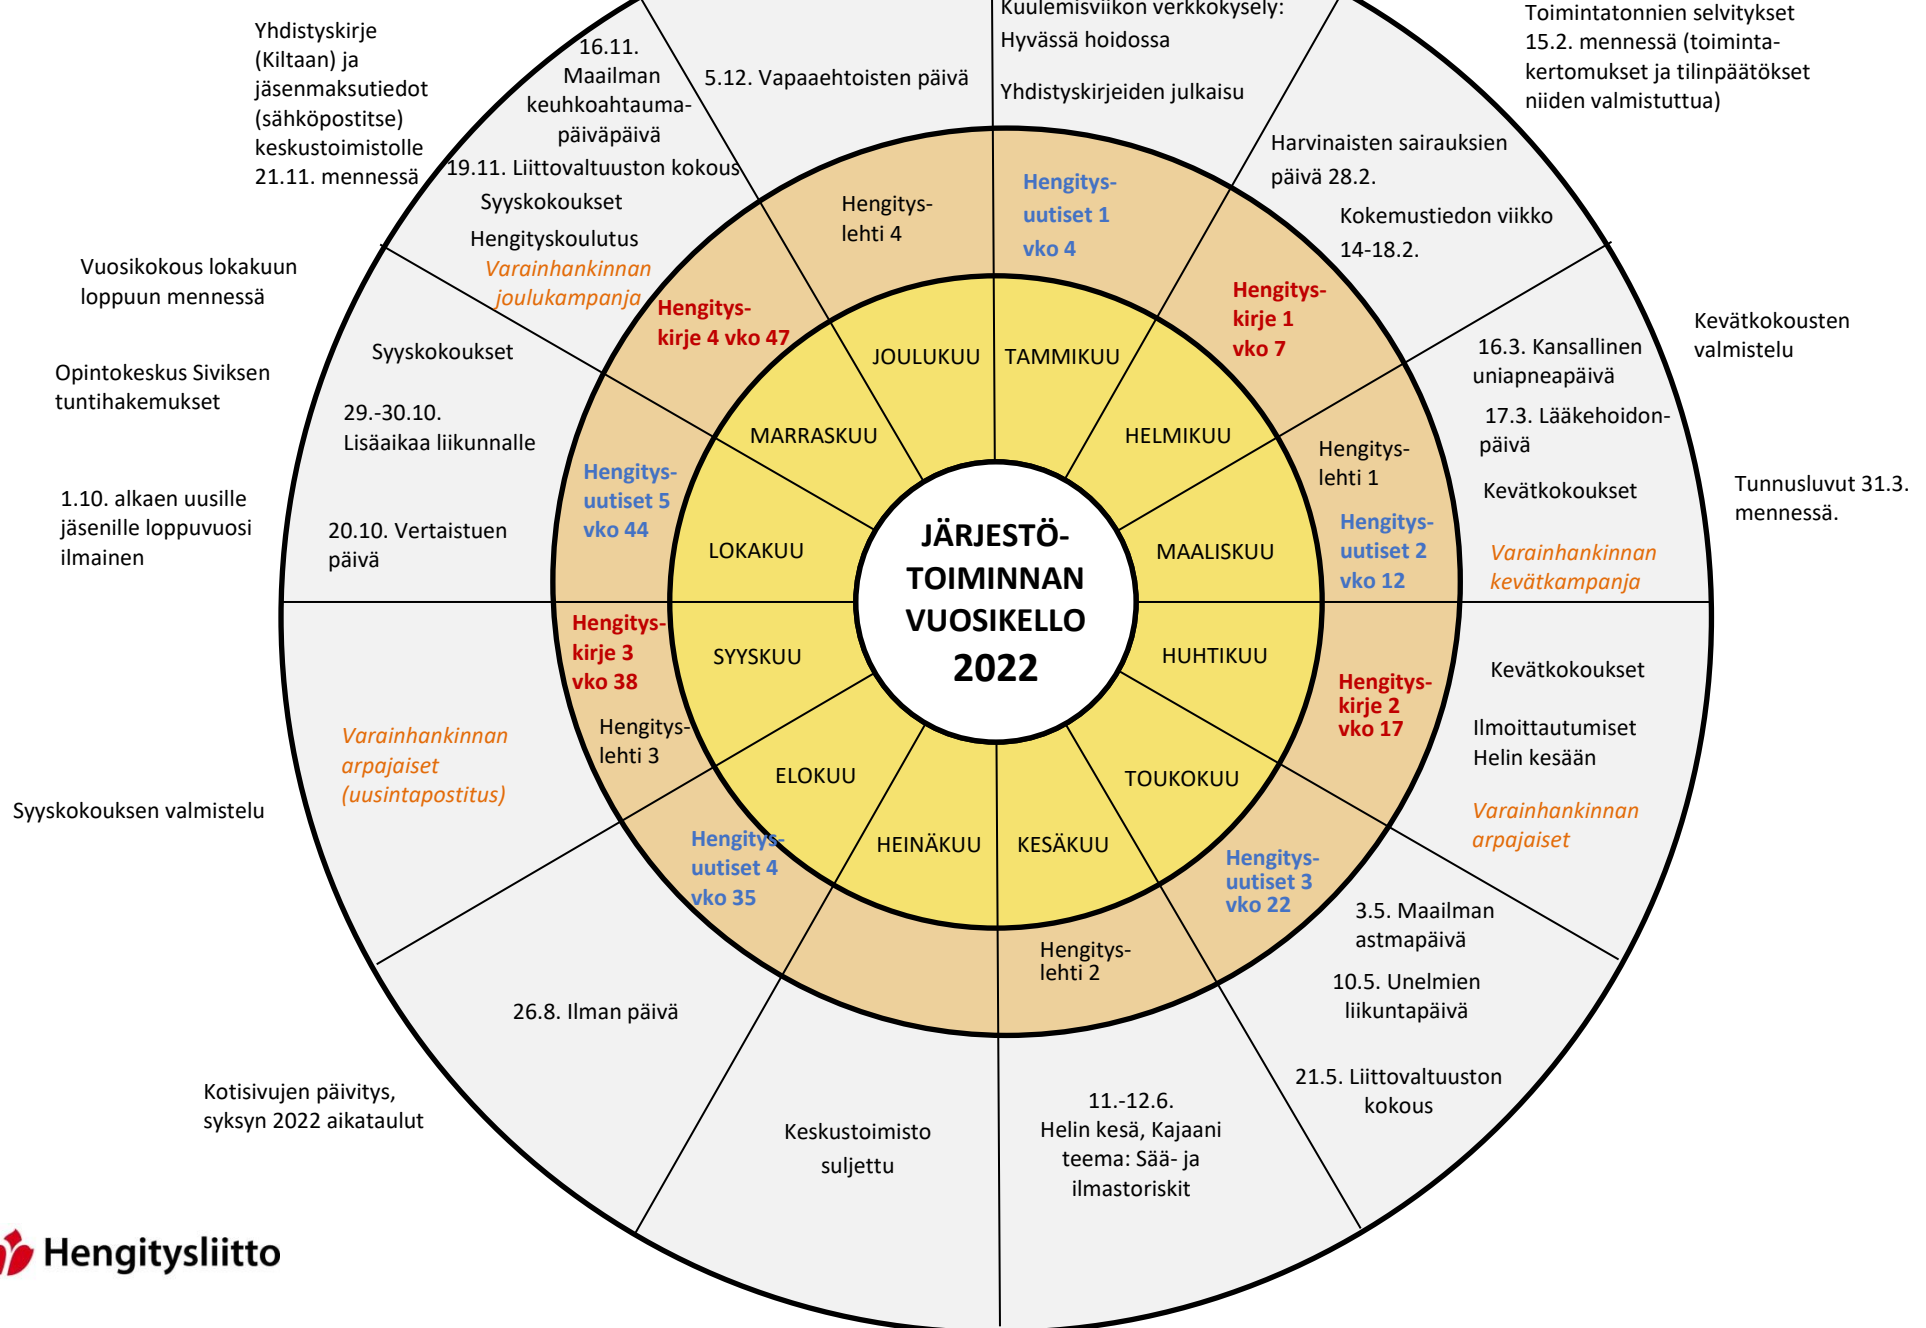 Kuulemisviikon verkkokysely:
Hyvässä hoidossa
Yhdistyskirjeiden julkaisu
Toimintatonnien selvitykset
15.2. mennessä (toiminta-
kertomukset ja tilinpäätökset
niiden valmistuttua)
Harvinaisten sairauksien
päivä 28.2.
Kokemustiedon viikko
14-18.2.
Kevätkokousten
valmistelu
16.3. Kansallinen
uniapneapäivä
17.3. Lääkehoidon-
päivä
Kevätkokoukset
Varainhankinnan
kevätkampanja
Tunnusluvut 31.3.
mennessä.
Kevätkokoukset
Ilmoittautumiset
Helin kesään
Varainhankinnan
arpajaiset
3.5. Maailman
astmapäivä
10.5. Unelmien
liikuntapäivä
21.5. Liittovaltuuston
kokous
11.-12.6.
Helin kesä, Kajaani
teema: Sää- ja
ilmastoriskit
Keskustoimisto
suljettu
26.8. Ilman päivä
Kotisivujen päivitys,
syksyn 2022 aikataulut
Varainhankinnan
arpajaiset
(uusintapostitus)
Syyskokouksen valmistelu
Syyskokoukset
29.-30.10.
Lisäaikaa liikunnalle
20.10. Vertaistuen
päivä
Vuosikokous lokakuun
loppuun mennessä
Opintokeskus Siviksen
tuntihakemukset
1.10. alkaen uusille
jäsenille loppuvuosi
ilmainen
Yhdistyskirje
(Kiltaan) ja
jäsenmaksutiedot
(sähköpostitse)
keskustoimistolle
21.11. mennessä
16.11.
Maailman
keuhkoahtauma-
päiväpäivä
19.11. Liittovaltuuston kokous
Syyskokoukset
Hengityskoulutus
Varainhankinnan
joulukampanja
5.12. Vapaaehtoisten päivä
Hengitys-
uutiset 1
vko 4
Hengitys-
kirje 1
vko 7
Hengitys-
lehti 1
Hengitys-
uutiset 2
vko 12
Hengitys-
kirje 2
vko 17
Hengitys-
uutiset 3
vko 22
Hengitys-
lehti 2
Hengitys-
uutiset 4
vko 35
Hengitys-
kirje 3
vko 38
Hengitys-
lehti 3
Hengitys-
uutiset 5
vko 44
Hengitys-
kirje 4 vko 47
Hengitys-
lehti 4
TAMMIKUU
HELMIKUU
MAALISKUU
HUHTIKUU
TOUKOKUU
KESÄKUU
HEINÄKUU
ELOKUU
SYYSKUU
LOKAKUU
MARRASKUU
JOULUKUU
JÄRJESTÖ-
TOIMINNAN
VUOSIKELLO
2022
Hengitysliitto